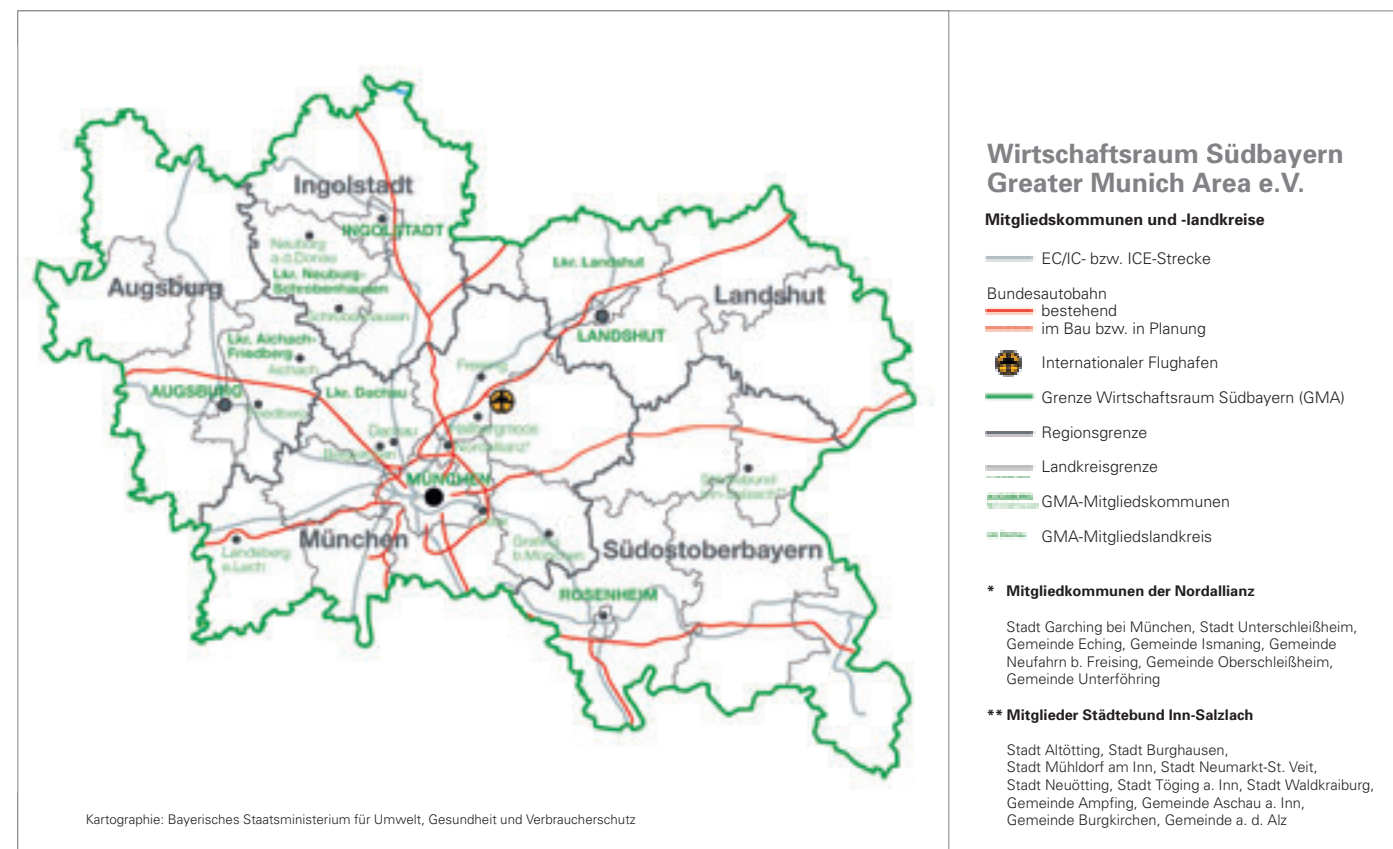 Ingolstadt
INGOLSTADT
Neuburg
a.d.Donau
Lkr. Neuburg-
Schrobenhausen
Schrobenhausen
Augsburg
Lkr. Aichach-
Friedberg
Aichach
AUGSBURG
Friedberg
Lkr. Dachau
Dachau
Lkr. Landshut
Landshut
LANDSHUT
Freising
Hallbergmoos
Nordallianz*
MÜNCHEN
München
Landsberg
a.Lech
Grafing
b.München
Südostoberbayern
ROSENHEIM
Kartographie: Bayerisches Staatsministerium für Umwelt, Gesundheit und Verbraucherschutz
Wirtschaftsraum Südbayern
Greater Munich Area e.V.
Mitgliedskommunen und -landkreise
EC/IC- bzw. ICE-Strecke
Bundesautobahn
bestehend
im Bau bzw. in Planung
Internationaler Flughafen
Grenze Wirtschaftsraum Südbayern (GMA)
Regionsgrenze
Landkreisgrenze
GMA-Mitgliedskommunen
GMA-Mitgliedslandkreis
* Mitgliedkommunen der Nordallianz
Stadt Garching bei München, Stadt Unterschleißheim,
Gemeinde Eching, Gemeinde Ismaning, Gemeinde
Neufahrn b. Freising, Gemeinde Oberschleißheim,
Gemeinde Unterföhring
** Mitglieder Städtebund Inn-Salzlach
Stadt Altötting, Stadt Burghausen,
Stadt Mühldorf am Inn, Stadt Neumarkt-St. Veit,
Stadt Neuötting, Stadt Töging a. Inn, Stadt Waldkraiburg,
Gemeinde Ampfing, Gemeinde Aschau a. Inn,
Gemeinde Burgkirchen, Gemeinde a. d. Alz